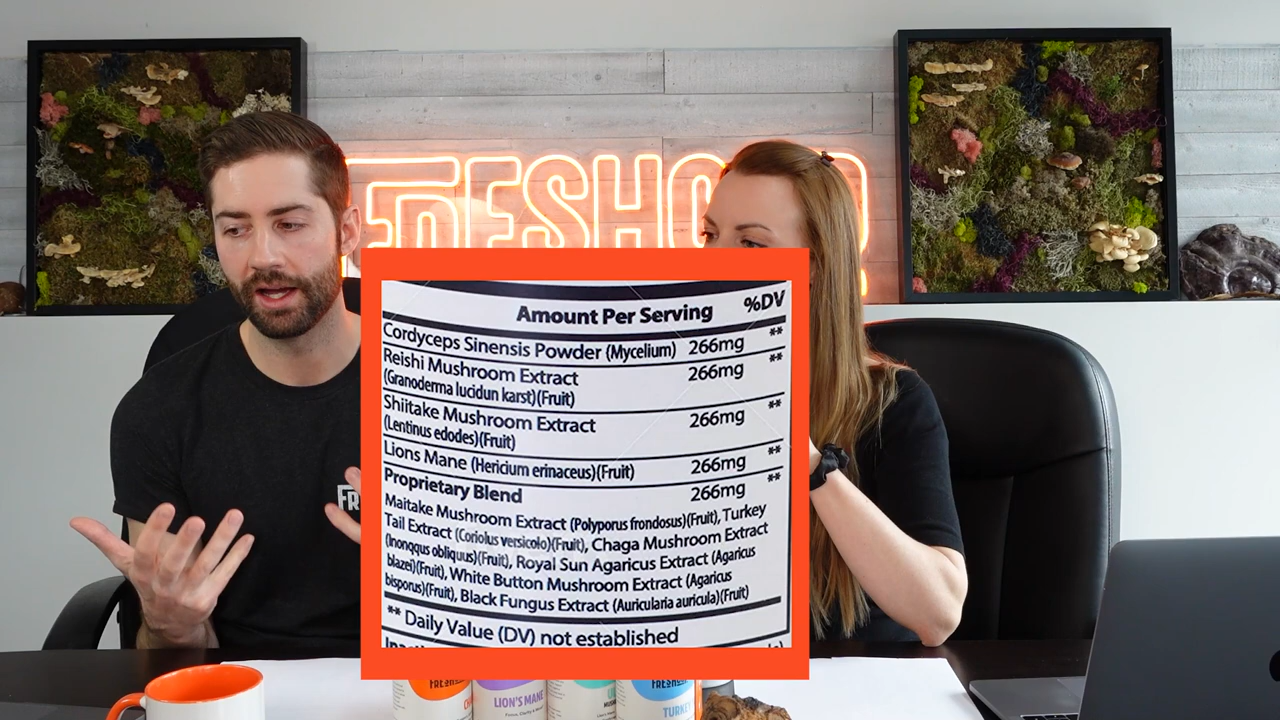 FRESHC
Amount Per Serving %DV
Cordyceps Sinensis Powder (Mycelium) 266mg **
Reishi Mushroom Extract 266mg **
(Granoderma lucidun karst)(Fruit)
Shiitake Mushroom Extract 266mg **
(Lentinus edodes)(Fruit)
Lions Mane (Hericium erinaceus)(Fruit) 266mg **
Proprietary Blend 266mg **
Maitake Mushroom Extract (Polyporus frondosus)(Fruit), Turkey
Tail Extract (Coriolus versicolo)(Fruit), Chaga Mushroom Extract
(Inonqqus obliquus)(Fruit), Royal Sun Agaricus Extract (Agaricus
blazei)(Fruit), White Button Mushroom Extract (Agaricus
bisporus)(Fruit), Black Fungus Extract (Auricularia auricula)(Fruit)
** Daily Value (DV) not established
FR
LION'S MANE
TURKEY